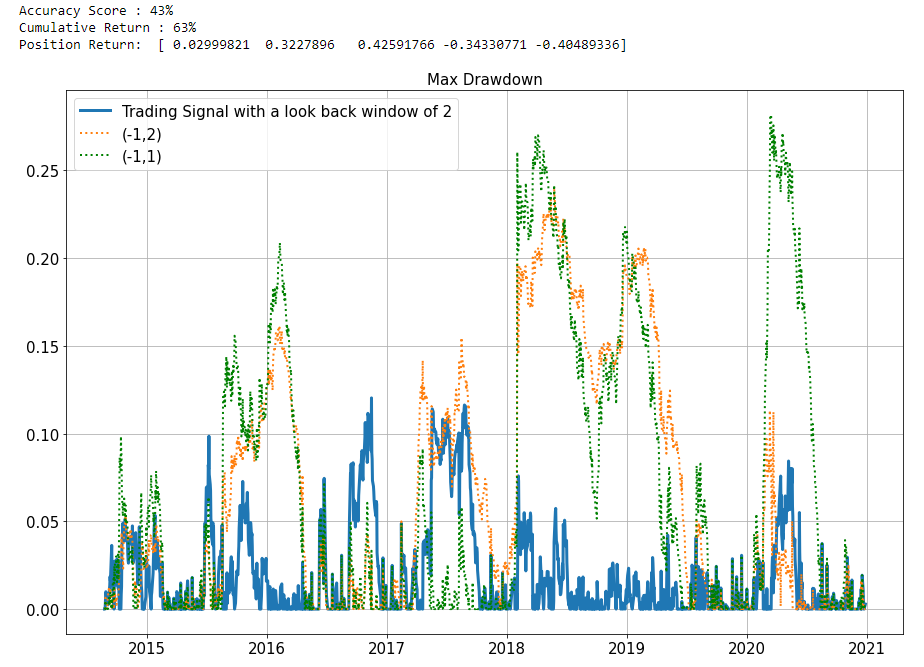 Accuracy Score : 43%
Cumulative Return : 63%
Position Return:  [ 0.02999821  0.3227896   0.42591766 -0.34330771 -0.40489336]
Max Drawdown
Trading Signal with a look back window of 2
(-1,2)
(-1,1)
0.25
0.20
0.15
0.10
0.05
0.00
2015 2016 2017 2018 2019 2020 2021